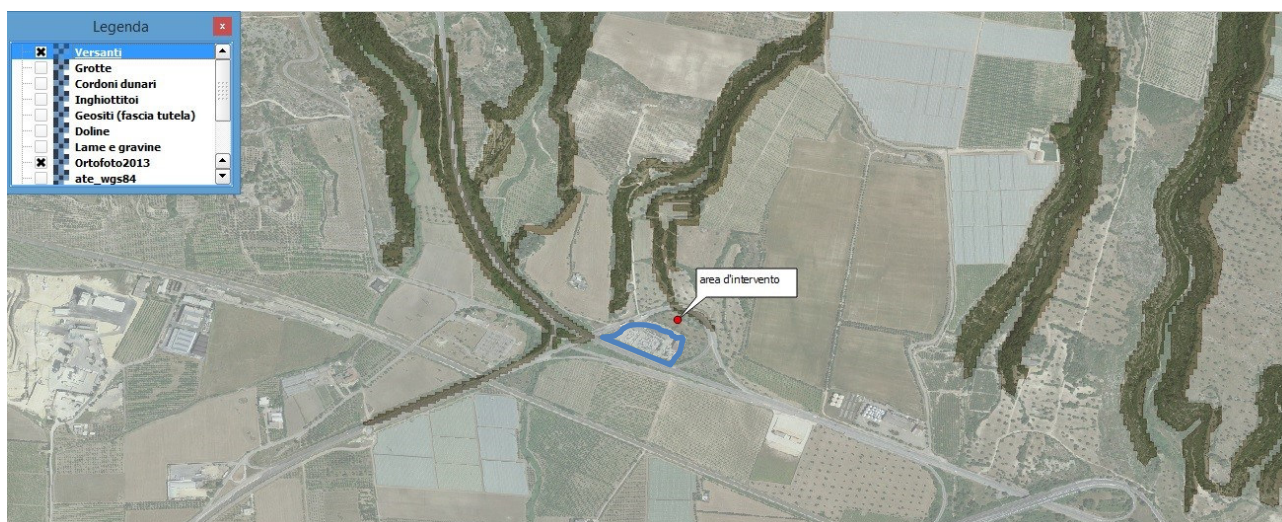 Legenda
x
Versanti
Grotte
Cordoni dunari
Inghiottitoi
Geositi (fascia tutela)
Doline
Lame e gravine
Ortofoto2013
ate_wgs84
area d'intervento